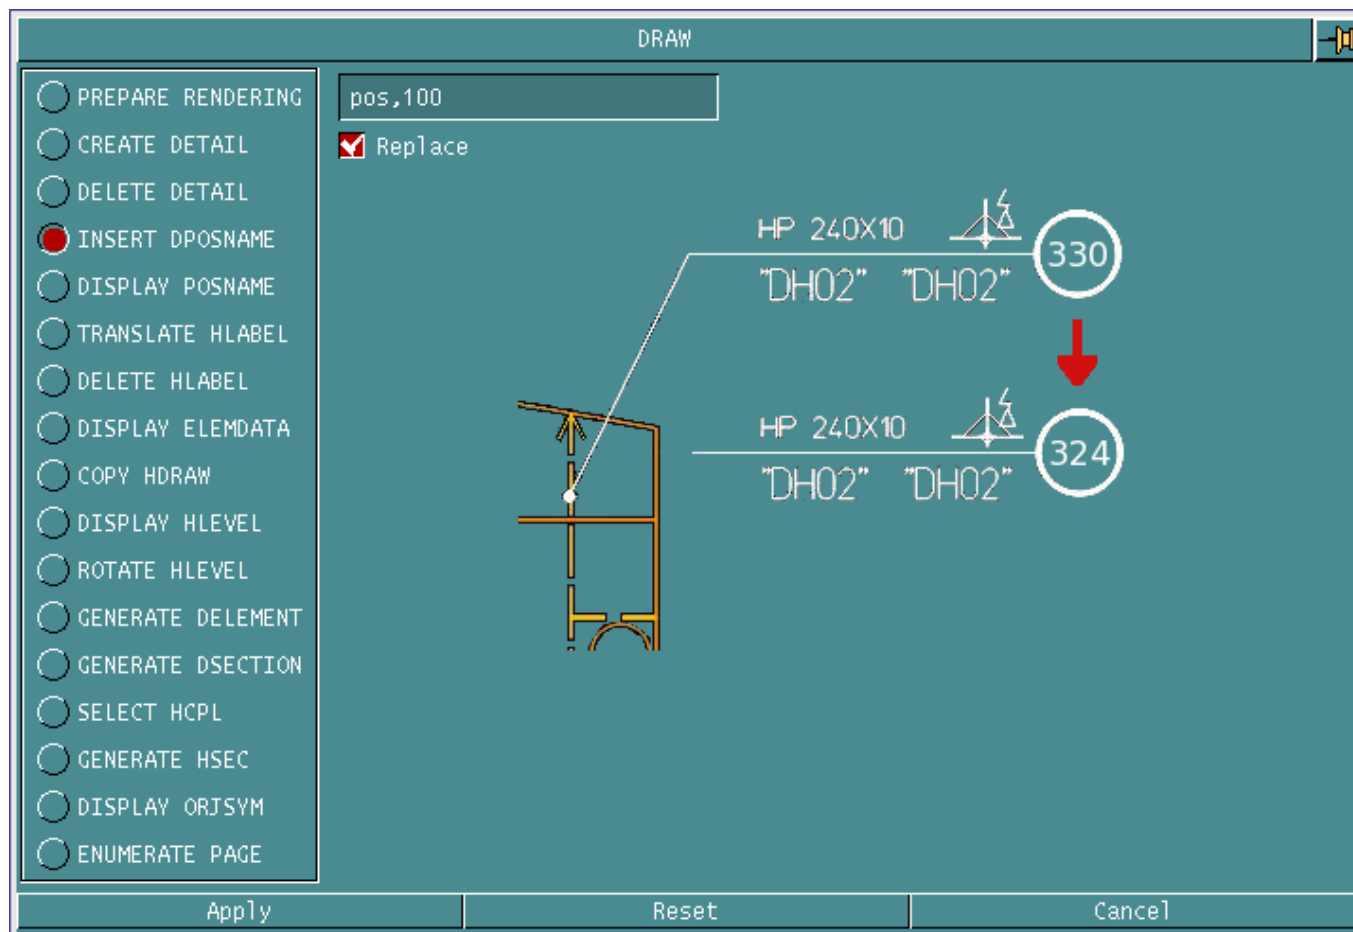 DRAW
PREPARE RENDERING
CREATE DETAIL
DELETE DETAIL
INSERT DPOSNAME
DISPLAY POSNAME
TRANSLATE HLABEL
DELETE HLABEL
DISPLAY ELEMDATA
COPY HDRAW
DISPLAY HLEVEL
ROTATE HLEVEL
GENERATE DELEMENT
GENERATE DSECTION
SELECT HCPL
GENERATE HSEC
DISPLAY ORJSYM
ENUMERATE PAGE
pos,100
Replace
HP 240X10
330
"DH02" "DH02"
HP 240X10
324
"DH02" "DH02"
Apply
Reset
Cancel